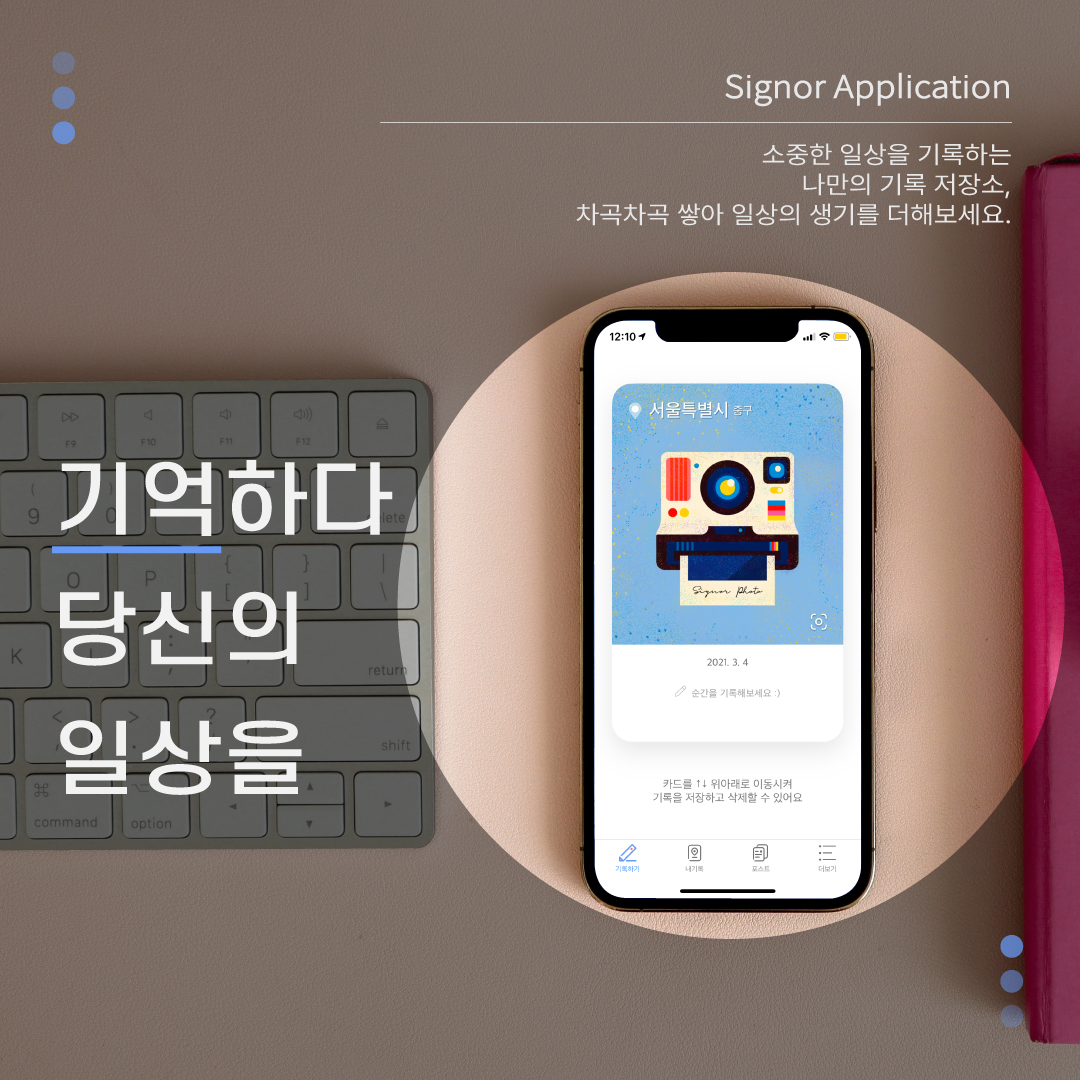 Signor Application
소중한 일상을 기록하는
나만의 기록 저장소,
차곡차곡 쌓아 일상의 생기를 더해보세요.
기억하다
당신의
일상을
12:10
서울특별시 중구
Signor Photo
2021. 3. 4
순간을 기록해보세요 :)
카드를 ↑↓ 위아래로 이동시켜
기록을 저장하고 삭제할 수 있어요
기록하기 내기록 포스트 더보기
F9 F10 F11 F12
( 9 0 elete
O P { [ } ] | \
K : ; return
< > ? shift
command option